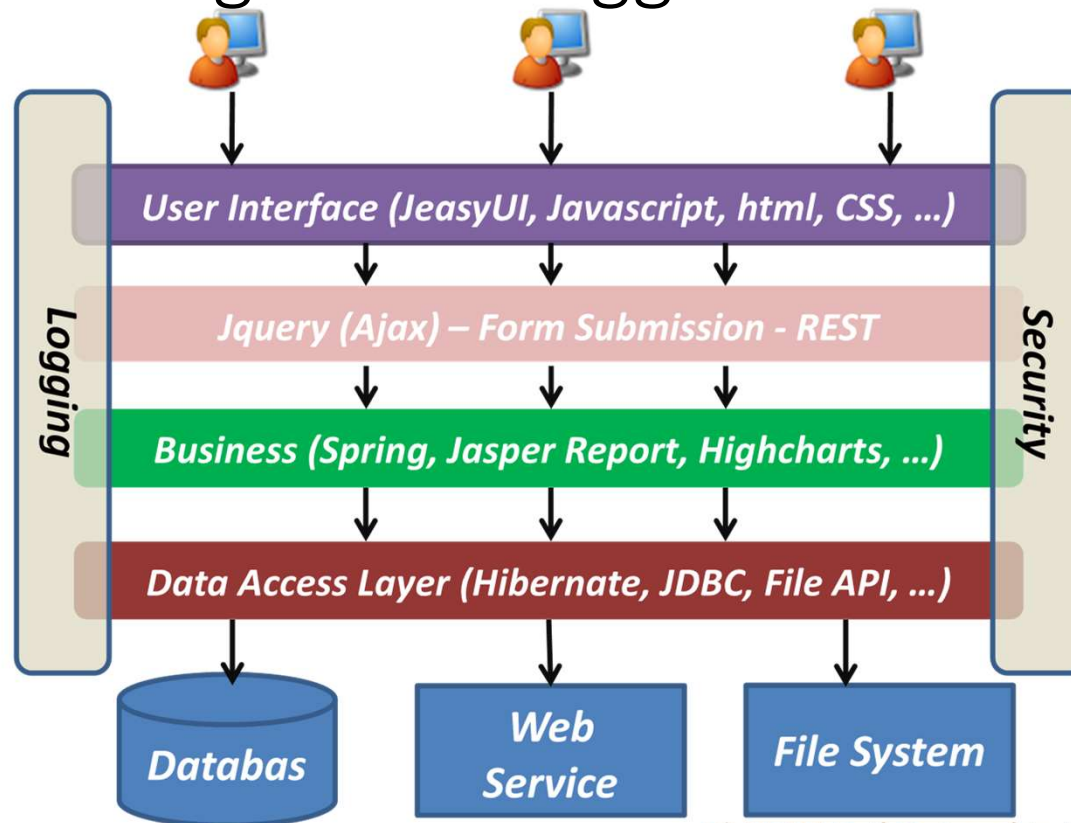 User Interface (JeasyUI, Javascript, html, CSS, ...)
Logging
Security
Jquery (Ajax) – Form Submission - REST
Business (Spring, Jasper Report, Highcharts, ...)
Data Access Layer (Hibernate, JDBC, File API, ...)
Databas
Web
Service
File System